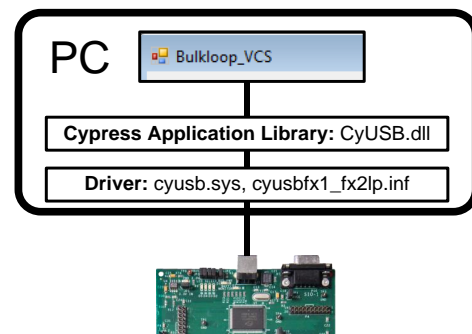 PC
Bulkloop_VCS
Cypress Application Library: CyUSB.dll
Driver: cyusb.sys, cyusbfx1_fx2lp.inf